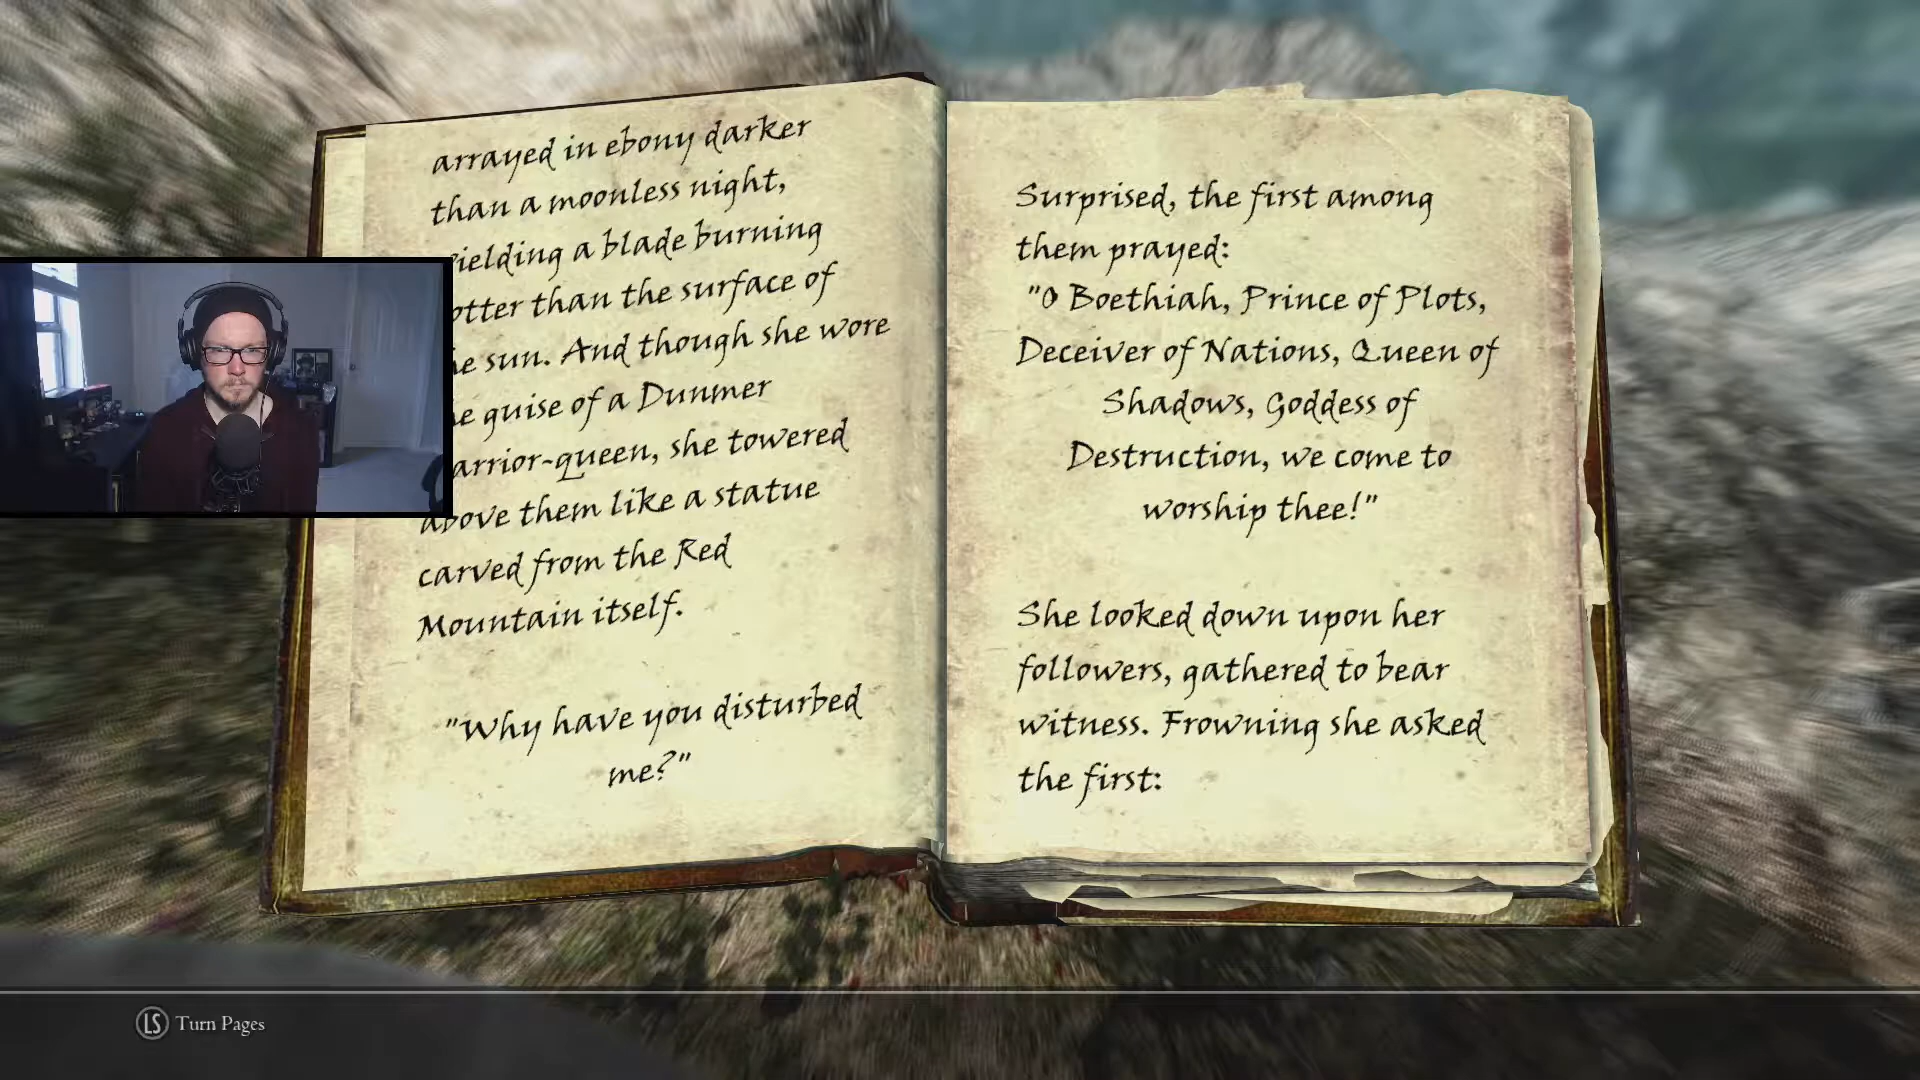 arrayed in ebony darker
than a moonless night,
ielding a blade burning
otter than the surface of
he sun. And though she wore
he guise of a Dunmer
arrior-queen, she towered
above them like a statue
carved from the Red
Mountain itself.
"Why have you disturbed
me?"
Surprised, the first among
them prayed:
"O Boethiah, Prince of Plots,
Deceiver of Nations, Queen of
Shadows, Goddess of
Destruction, we come to
worship thee!"
She looked down upon her
followers, gathered to bear
witness. Frowning she asked
the first:
LS Turn Pages